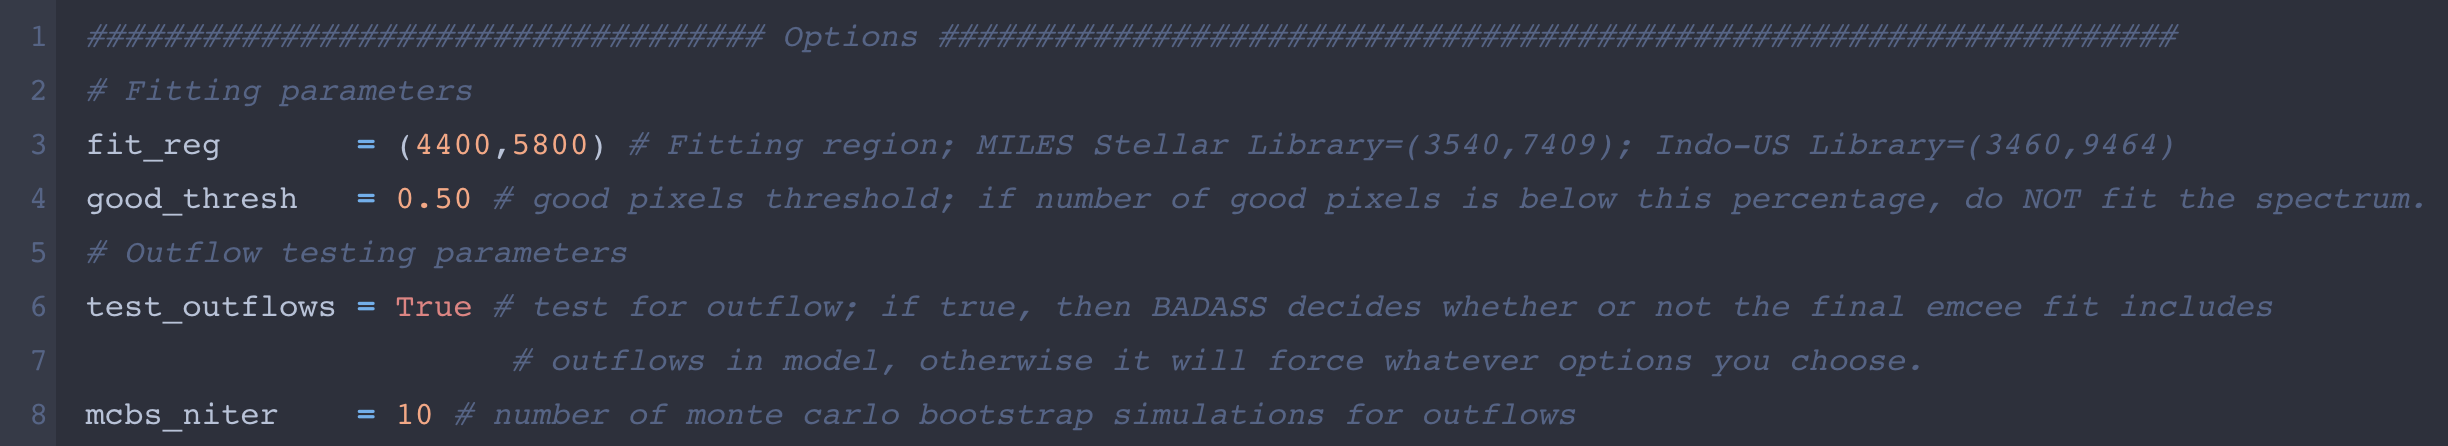 1 ################################### Options ################################################################
2 # Fitting parameters
3 fit_reg       = (4400,5800) # Fitting region; MILES Stellar Library=(3540,7409); Indo-US Library=(3460,9464)
4 good_thresh   = 0.50 # good pixels threshold; if number of good pixels is below this percentage, do NOT fit the spectrum.
5 # Outflow testing parameters
6 test_outflows = True # test for outflow; if true, then BADASS decides whether or not the final emcee fit includes
7                       # outflows in model, otherwise it will force whatever options you choose.
8 mcbs_niter    = 10 # number of monte carlo bootstrap simulations for outflows